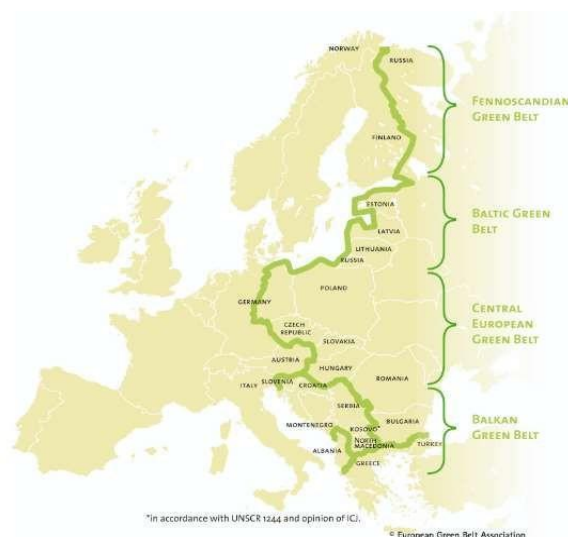 NORWAY
RUSSIA
FENNOSCANDIAN
GREEN BELT
FINLAND
ESTONIA
BALTIC GREEN
BELT
LATVIA
LITHUANIA
RUSSIA
GERMANY
POLAND
CENTRAL
EUROPEAN
GREEN BELT
CZECH
REPUBLIC
SLOVAKIA
AUSTRIA
HUNGARY
ITALY
SLOVENIA
CROATIA
ROMANIA
SERBIA
MONTENEGRO
KOSOVO*
BULGARIA
BALKAN
GREEN BELT
NORTH
MACEDONIA
TURKEY
ALBANIA
GREECE
*in accordance with UNSCR 1244 and opinion of ICJ.
© European Green Belt Association